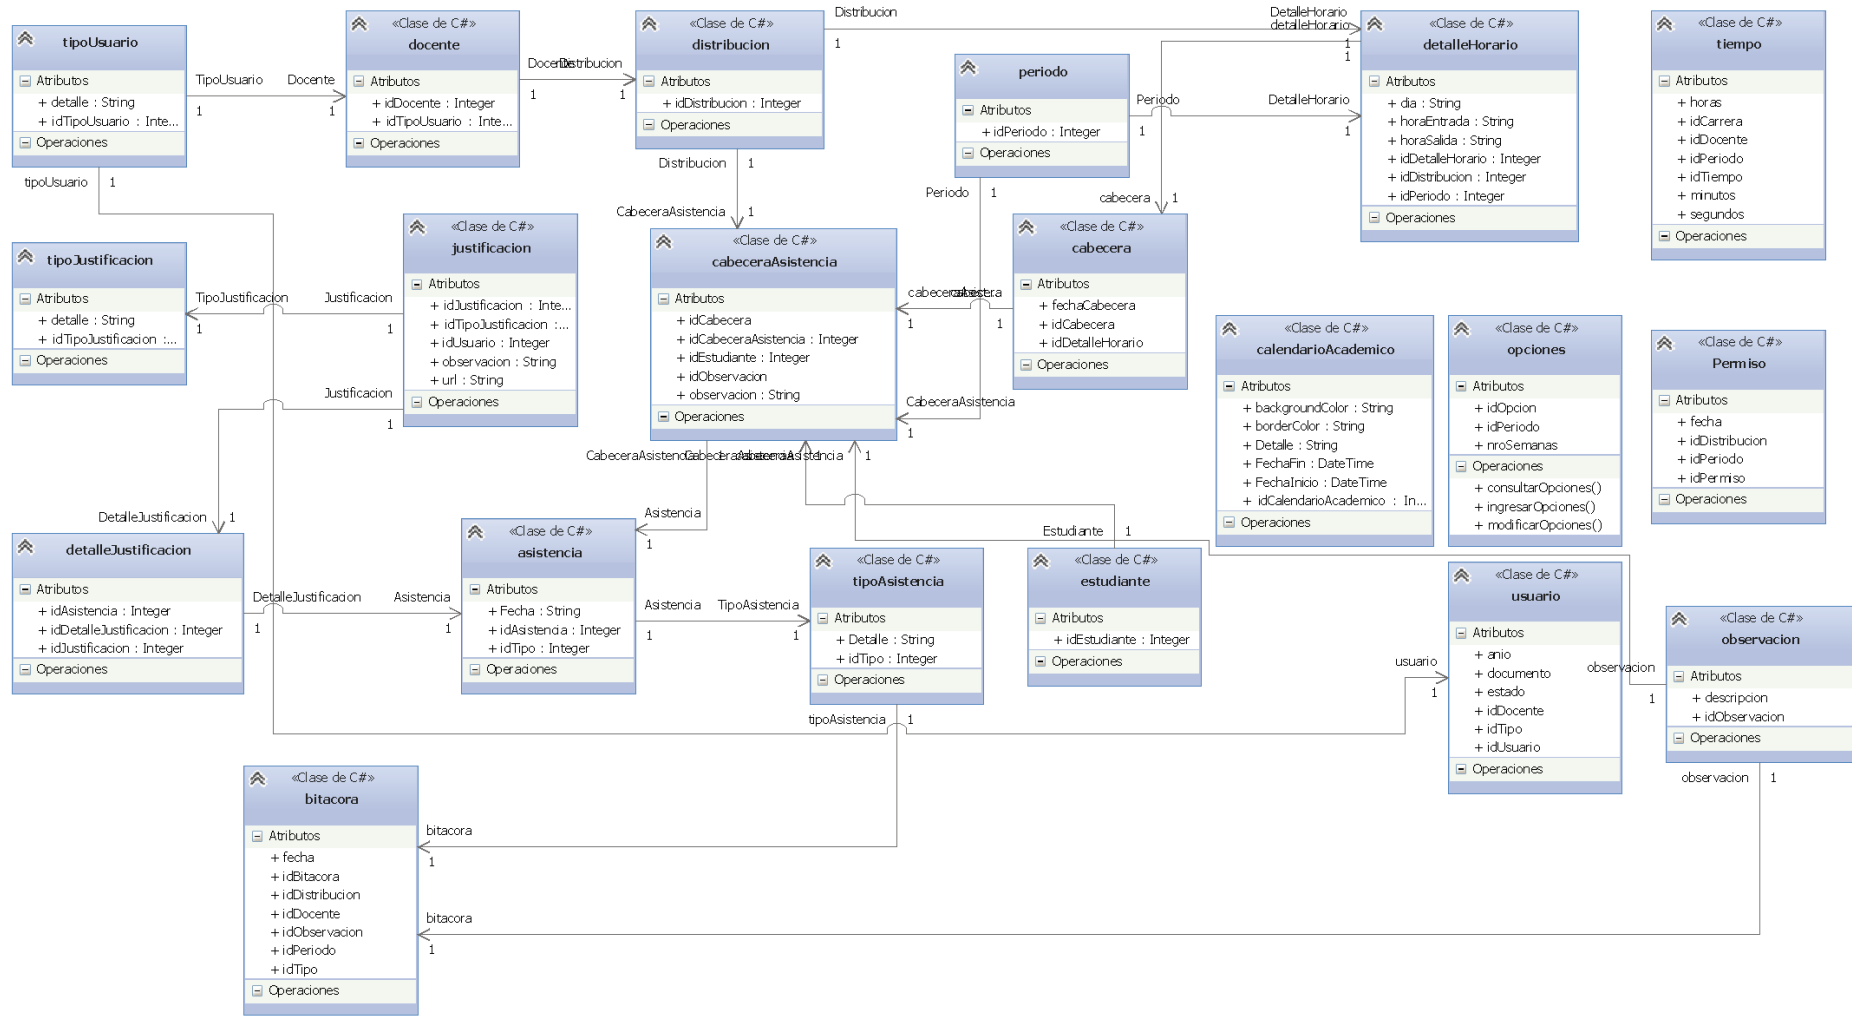 tipoUsuario
Atributos
+ detalle : String
+ idTipoUsuario : Inte...
Operaciones
TipoUsuario
1
Docente
1
«Clase de C#»
docente
Atributos
+ idDocente : Integer
+ idTipoUsuario : Inte...
Operaciones
Docente
1
Distribucion
1
«Clase de C#»
distribucion
Atributos
+ idDistribucion : Integer
Operaciones
Distribucion
1
DetalleHorario
1
detalleHorario
1
«Clase de C#»
detalleHorario
Atributos
+ dia : String
+ horaEntrada : String
+ horaSalida : String
+ idDetalleHorario : Integer
+ idDistribucion : Integer
+ idPeriodo : Integer
Operaciones
«Clase de C#»
tiempo
Atributos
+ horas
+ idCarrera
+ idDocente
+ idPeriodo
+ idTiempo
+ minutos
+ segundos
Operaciones
periodo
Atributos
+ idPeriodo : Integer
Operaciones
Periodo
1
DetalleHorario
1
tipoUsuario
1
Distribucion
1
CabeceraAsistencia
1
Periodo
1
cabecera
1
tipoJustificacion
Atributos
+ detalle : String
+ idTipoJustificacion :...
Operaciones
TipoJustificacion
1
Justificacion
1
«Clase de C#»
justificacion
Atributos
+ idJustificacion : Inte...
+ idTipoJustificacion :...
+ idUsuario : Integer
+ observacion : String
+ url : String
Operaciones
Justificacion
1
«Clase de C#»
cabeceraAsistencia
Atributos
+ idCabecera
+ idCabeceraAsistencia : Integer
+ idEstudiante : Integer
+ idObservacion
+ observacion : String
Operaciones
1
1
«Clase de C#»
cabecera
Atributos
+ fechaCabecera
+ idCabecera
+ idDetalleHorario
Operaciones
CabeceraAsistencia
1
«Clase de C#»
calendarioAcademico
Atributos
+ backgroundColor : String
+ borderColor : String
+ Detalle : String
+ FechaFin : DateTime
+ FechaInicio : DateTime
+ idCalendarioAcademico : In...
Operaciones
«Clase de C#»
opciones
Atributos
+ idOpcion
+ idPeriodo
+ nroSemanas
Operaciones
+ consultarOpciones()
+ ingresarOpciones()
+ modificarOpciones()
«Clase de C#»
Permiso
Atributos
+ fecha
+ idDistribucion
+ idPeriodo
+ idPermiso
Operaciones
CabeceraAsistencia
1
DetalleJustificacion
1
detalleJustificacion
Atributos
+ idAsistencia : Integer
+ idDetalleJustificacion : Integer
+ idJustificacion : Integer
Operaciones
DetalleJustificacion
1
Asistencia
1
«Clase de C#»
asistencia
Atributos
+ Fecha : String
+ idAsistencia : Integer
+ idTipo : Integer
Operaciones
Asistencia
1
Asistencia
1
TipoAsistencia
1
«Clase de C#»
tipoAsistencia
Atributos
+ Detalle : String
+ idTipo : Integer
Operaciones
tipoAsistencia
1
Estudiante
1
«Clase de C#»
estudiante
Atributos
+ idEstudiante : Integer
Operaciones
usuario
1
«Clase de C#»
usuario
Atributos
+ anio
+ documento
+ estado
+ idDocente
+ idTipo
+ idUsuario
Operaciones
observacion
1
«Clase de C#»
observacion
Atributos
+ descripcion
+ idObservacion
Operaciones
observacion
1
«Clase de C#»
bitacora
Atributos
+ fecha
+ idBitacora
+ idDistribucion
+ idDocente
+ idObservacion
+ idPeriodo
+ idTipo
Operaciones
bitacora
1
bitacora
1